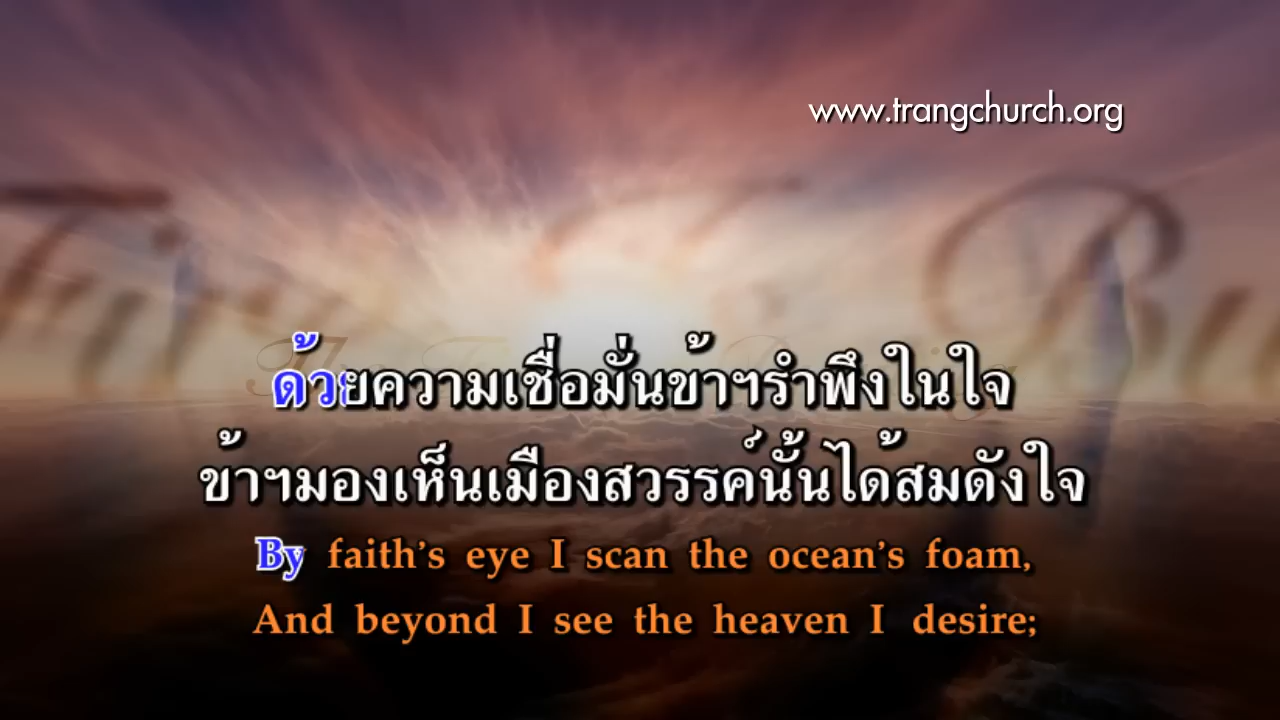 www.trangchurch.org
ด้วยความเชื่อมั่นข้าฯรำพึงในใจ
ข้าฯมองเห็นเมืองสวรรค์นั้นได้สมดังใจ
By faith's eye I scan the ocean's foam,
And beyond I see the heaven I desire;